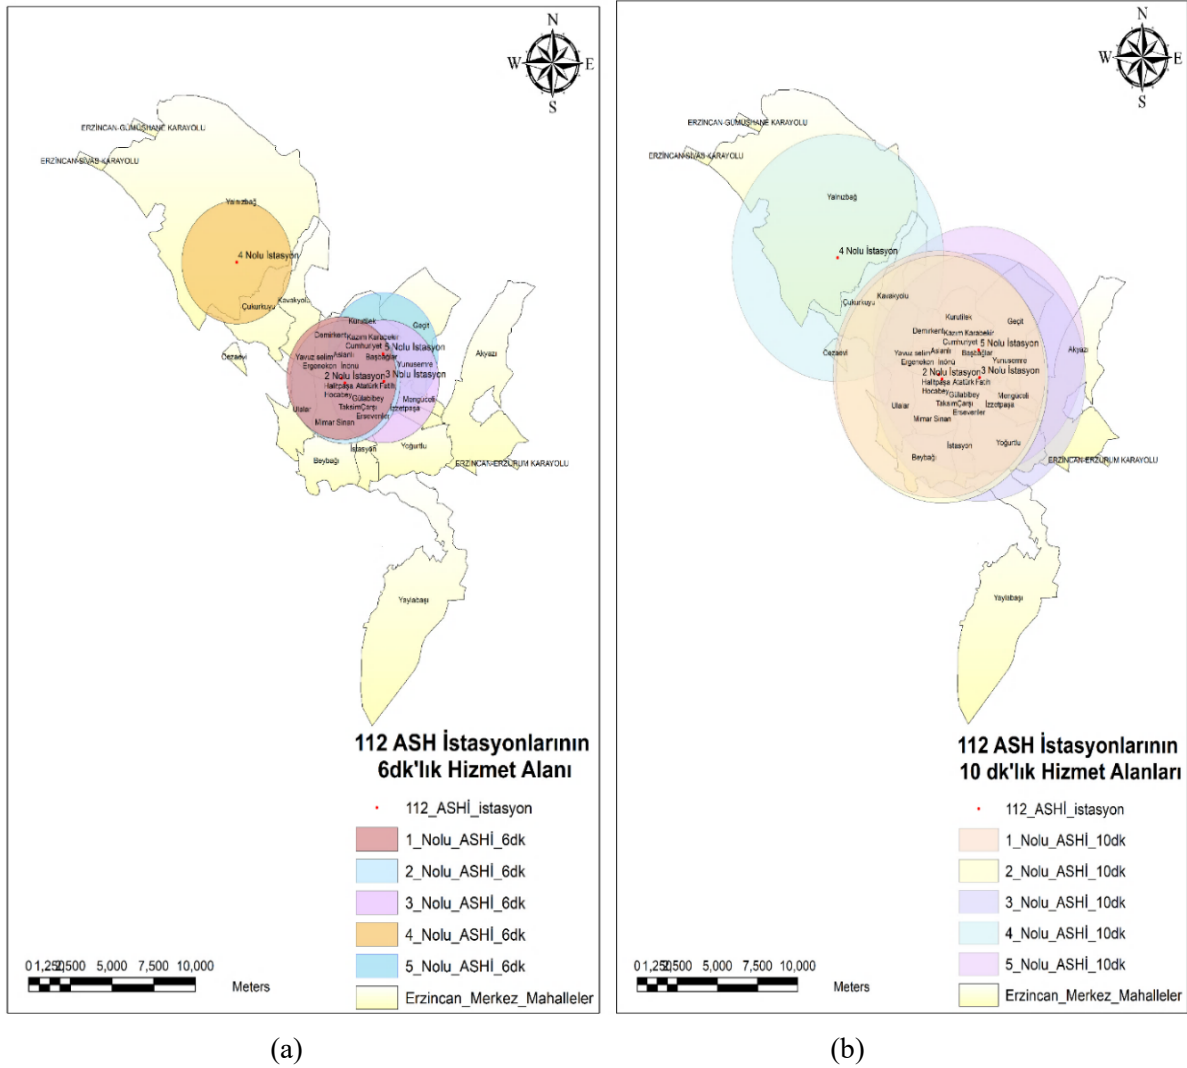 N
W E
S
ERZİNCAN-GÜMÜŞHANE KARAYOLU
ERZİNCAN-SİVAS-KARAYOLU
Yalnızbağ
4 Nolu İstasyon
Çukurkuyu
Kavakyolu
Kurutilek
Geçit
Demirkent
Kazım Karabekir
Cumhuriyet
5 Nolu İstasyon
Cezaevi
Yavuz selim
Aslanlı
Başbağlar
Ergenekon
İnönü
Yunusemre
Akyazı
2 Nolu İstasyon
3 Nolu İstasyon
Halitpaşa
Atatürk
Fatih
Hocabey
Gülabibey
Mengüceli
Ulalar
Taksim
Çarşı
İzzetpaşa
Ersevenler
Mimar Sinan
İstasyon
Yoğurtlu
Beybağı
ERZİNCAN-ERZURUM KARAYOLU
Yaylabaşı
112 ASH İstasyonlarının
6dk'lık Hizmet Alanı
112_ASHİ_istasyon
1_Nolu_ASHİ_6dk
2_Nolu_ASHİ_6dk
3_Nolu_ASHİ_6dk
4_Nolu_ASHİ_6dk
5_Nolu_ASHİ_6dk
Erzincan_Merkez_Mahalleler
0 1,250 2,500 5,000 7,500 10,000
Meters
(a)
N
W E
S
ERZİNCAN-GÜMÜŞHANE KARAYOLU
ERZİNCAN-SİVAS-KARAYOLU
Yalnızbağ
4 Nolu İstasyon
Çukurkuyu
Kavakyolu
Kurutilek
Geçit
Demirkent
Kazım Karabekir
Cumhuriyet
5 Nolu İstasyon
Cezaevi
Yavuz selim
Aslanlı
Başbağlar
Akyazı
Ergenekon
İnönü
Yunusemre
2 Nolu İstasyon
3 Nolu İstasyon
Halitpaşa
Atatürk
Fatih
Hocabey
Gülabibey
Mengüceli
Ulalar
Taksim
Çarşı
İzzetpaşa
Ersevenler
Mimar Sinan
İstasyon
Yoğurtlu
Beybağı
ERZİNCAN-ERZURUM KARAYOLU
Yaylabaşı
112 ASH İstasyonlarının
10 dk'lık Hizmet Alanları
112_ASHİ_istasyon
1_Nolu_ASHİ_10dk
2_Nolu_ASHİ_10dk
3_Nolu_ASHİ_10dk
4_Nolu_ASHİ_10dk
5_Nolu_ASHİ_10dk
Erzincan_Merkez_Mahalleler
0 1,250 2,500 5,000 7,500 10,000
Meters
(b)